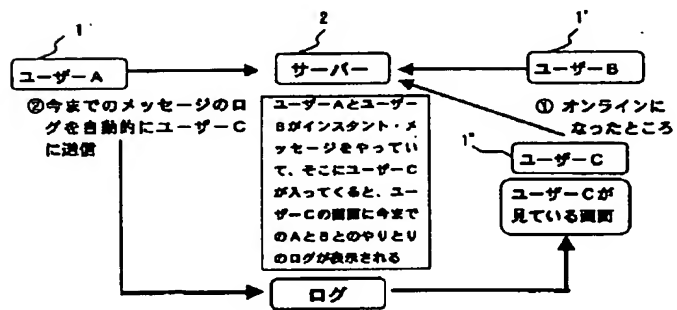 1
2
1'
ユーザーA
サーバー
ユーザーB
②今までのメッセージのロ
グを自動的にユーザーC
に送信
ユーザーAとユーザー
Bがインスタント・メ
ッセージをやってい
て、そこにユーザーC
が入ってくると、ユー
ザーCの画面に今まで
のAとBとのやりとり
のログが表示される
① オンラインに
なったところ
1"
ユーザーC
ユーザーCが
見ている画面
ログ